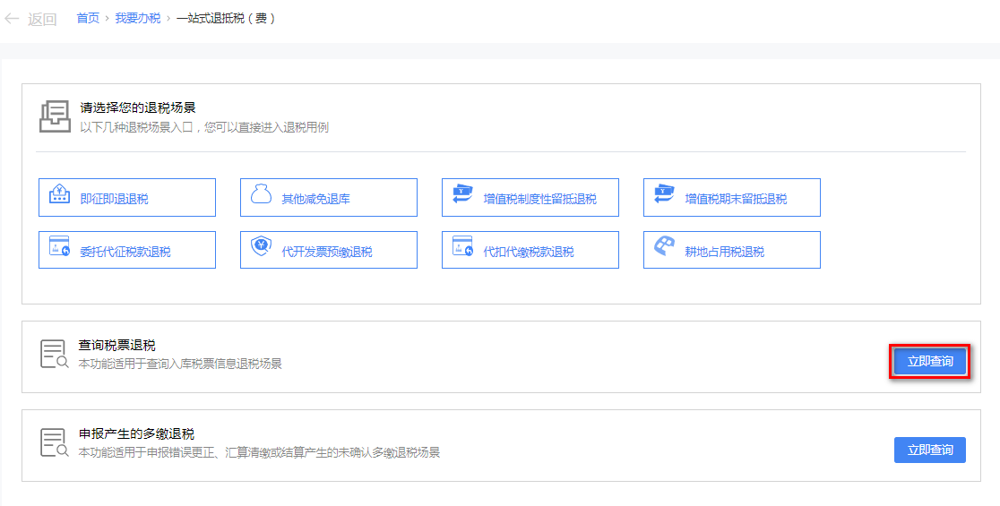 返回 首页 › 我要办税 › 一站式退抵税（费）
请选择您的退税场景
以下几种退税场景入口，您可以直接进入退税用例
即征即退退税 其他减免退库 增值税制度性留抵退税 增值税期末留抵退税
委托代征税款退税 代开发票预缴退税 代扣代缴税款退税 耕地占用税退税
查询税票退税
本功能适用于查询入库税票信息退税场景
立即查询
申报产生的多缴退税
本功能适用于申报错误更正、汇算清缴或结算产生的未确认多缴退税场景
立即查询